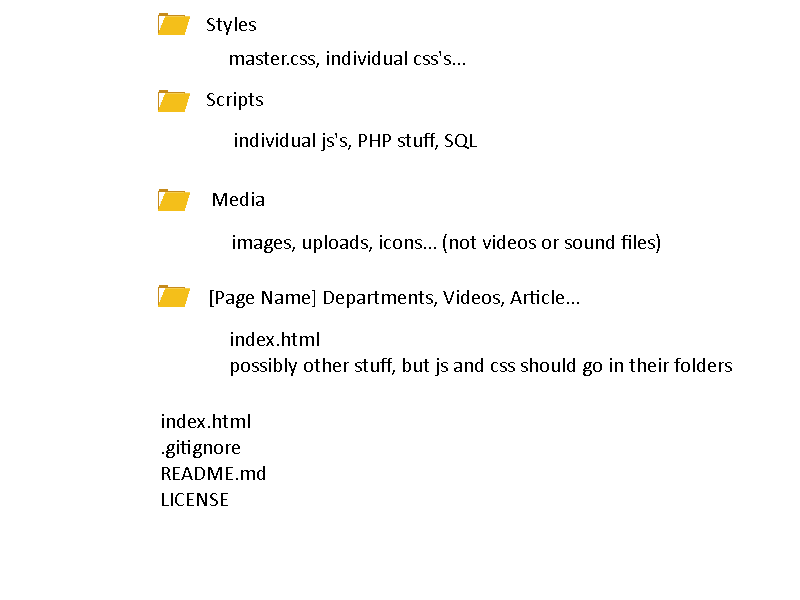 Styles
master.css, individual css's...
Scripts
individual js's, PHP stuff, SQL
Media
images, uploads, icons... (not videos or sound files)
[Page Name] Departments, Videos, Article...
index.html
possibly other stuff, but js and css should go in their folders
index.html
.gitignore
README.md
LICENSE